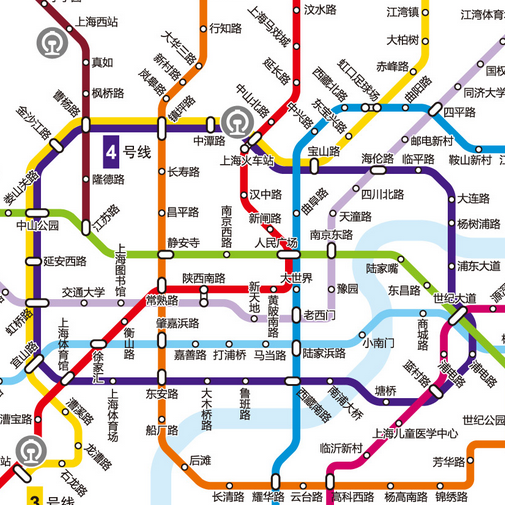 上海西站
行知路
汶水路
江湾镇
上海马戏城
大华三路
大柏树
真如
新村路
延长路
赤峰路
虹口足球场
西藏北路
枫桥路
岚皋路
中山北路
曲阳路
同济大学
曹杨路
镇坪路
中兴路
东宝兴路
四平路
金沙江路
4 号线
中潭路
上海火车站
宝山路
邮电新村
海伦路
临平路
鞍山新村
隆德路
长寿路
娄山关路
汉中路
四川北路
大连路
曲阜路
中山公园
江苏路
昌平路
南京西路
新闸路
天潼路
杨树浦路
静安寺
人民广场
南京东路
上海图书馆
延安西路
陆家嘴
浦东大道
陕西南路
大世界
东昌路
交通大学
常熟路
新天地
黄陂南路
豫园
世纪大道
虹桥路
老西门
商城路
上海体育馆
衡山路
肇嘉浜路
小南门
宜山路
徐家汇
嘉善路
打浦桥
马当路
陆家浜路
蓝村路
浦电路
浦电路
上海体育场
东安路
大木桥路
鲁班路
西藏南路
南浦大桥
塘桥
漕宝路
漕溪路
船厂路
上海儿童医学中心
世纪公园
龙漕路
临沂新村
后滩
芳华路
石龙路
站
长清路
耀华路
云台路
高科西路
杨高南路
锦绣路
3 号线